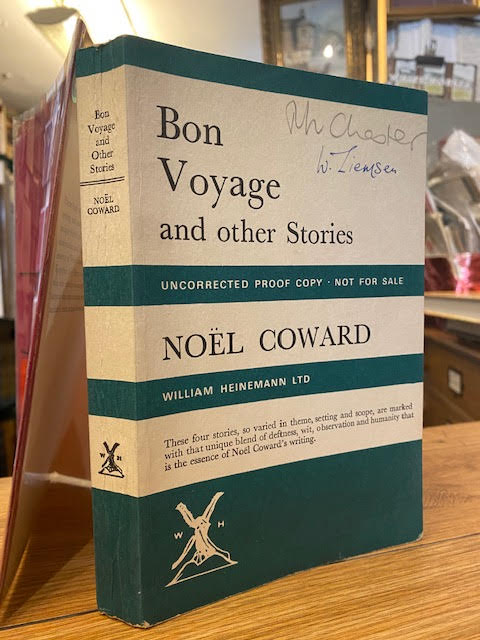 Bon
Voyage
and
Other
Stories
NOËL
COWARD
W H
Bon
Voyage
and other Stories
Chester
W. Ziemsen
UNCORRECTED PROOF COPY · NOT FOR SALE
NOËL COWARD
WILLIAM HEINEMANN LTD
These four stories, so varied in theme, setting and scope, are marked
with that unique blend of deftness, wit, observation and humanity that
is the essence of Noël Coward's writing.
W H